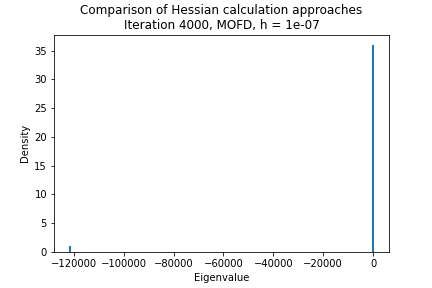 Comparison of Hessian calculation approaches
Iteration 4000, MOFD, h = 1e-07
Density
35
30
25
20
15
10
5
0
−120000 −100000 −80000 −60000 −40000 −20000 0
Eigenvalue